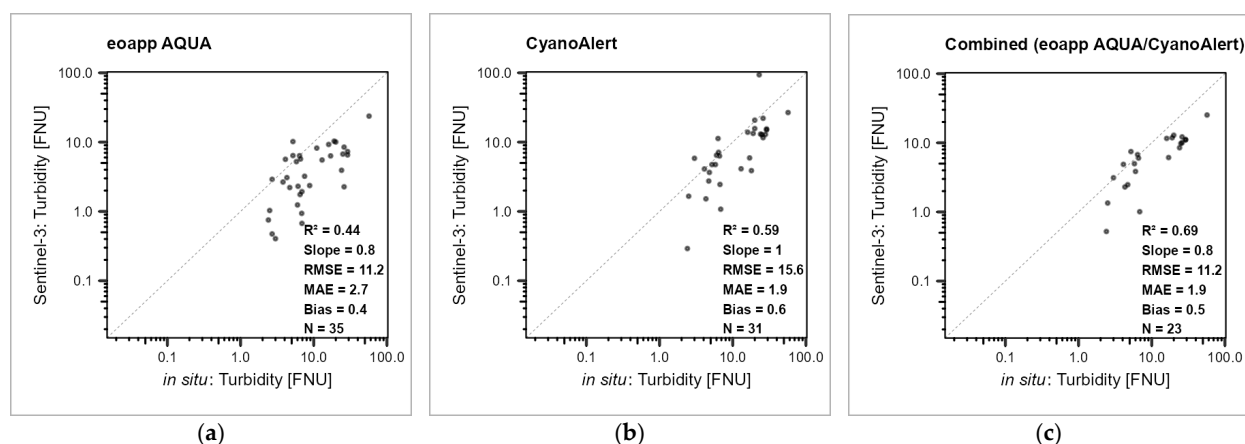 eoapp AQUA
Sentinel-3: Turbidity [FNU]
100.0
10.0
1.0
0.1
R² = 0.44
Slope = 0.8
RMSE = 11.2
MAE = 2.7
Bias = 0.4
N = 35
0.1 1.0 10.0 100.0
in situ: Turbidity [FNU]
(a)
CyanoAlert
Sentinel-3: Turbidity [FNU]
100.0
10.0
1.0
0.1
R² = 0.59
Slope = 1
RMSE = 15.6
MAE = 1.9
Bias = 0.6
N = 31
0.1 1.0 10.0 100.0
in situ: Turbidity [FNU]
(b)
Combined (eoapp AQUA/CyanoAlert)
Sentinel-3: Turbidity [FNU]
100.0
10.0
1.0
0.1
R² = 0.69
Slope = 0.8
RMSE = 11.2
MAE = 1.9
Bias = 0.5
N = 23
0.1 1.0 10.0 100.0
in situ: Turbidity [FNU]
(c)